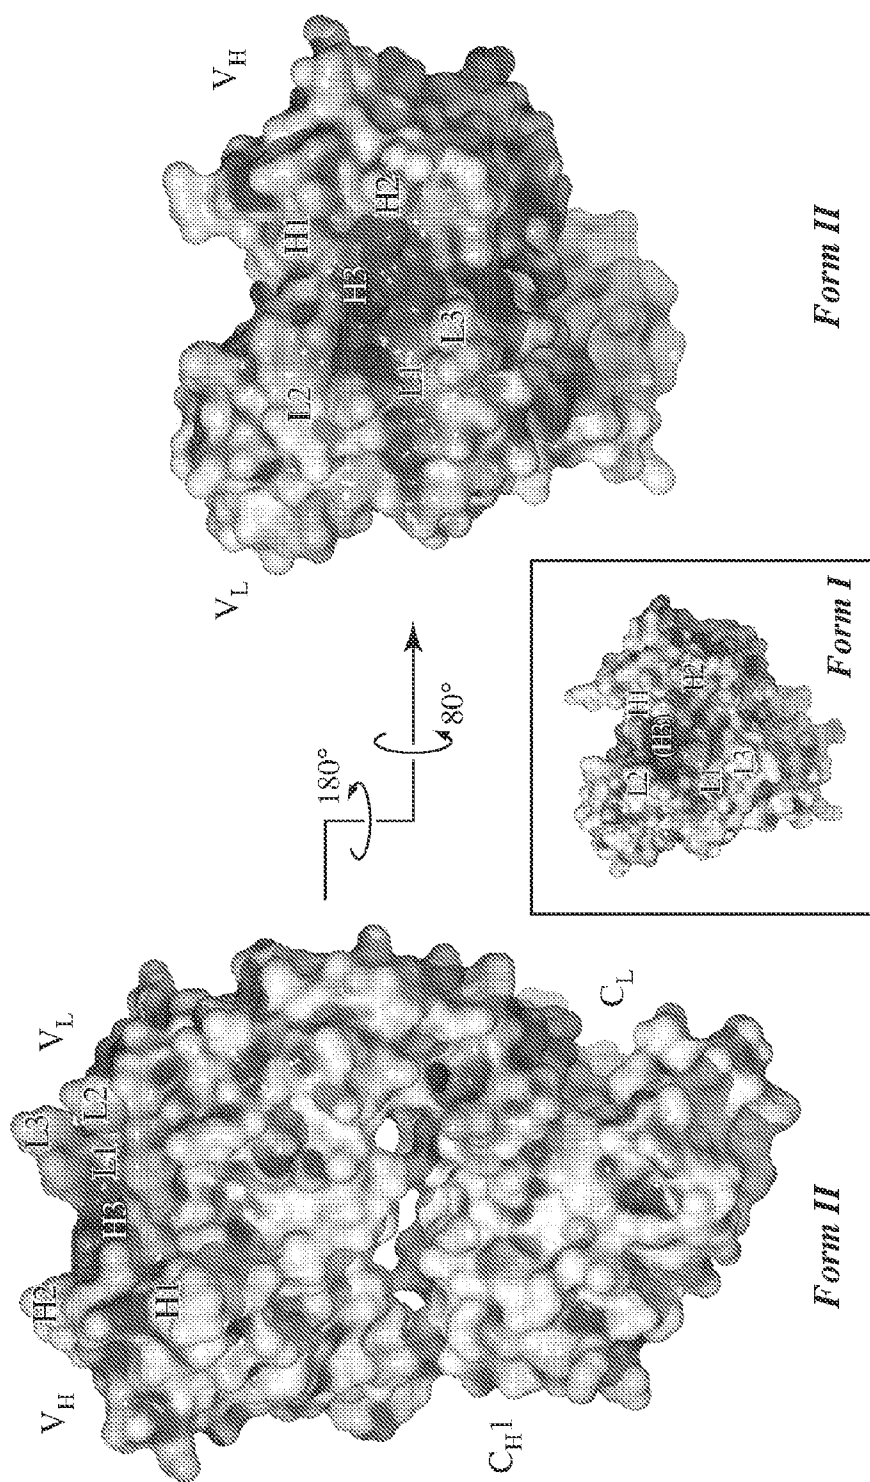 V_H
V_L
H2
L3
H3
L1
L2
H1
C_H1
C_L
Form II
180°
80°
V_L
V_H
L2
H1
H3
H2
L1
L3
Form II
L2
H1
(H3)
H2
L1
L3
Form I